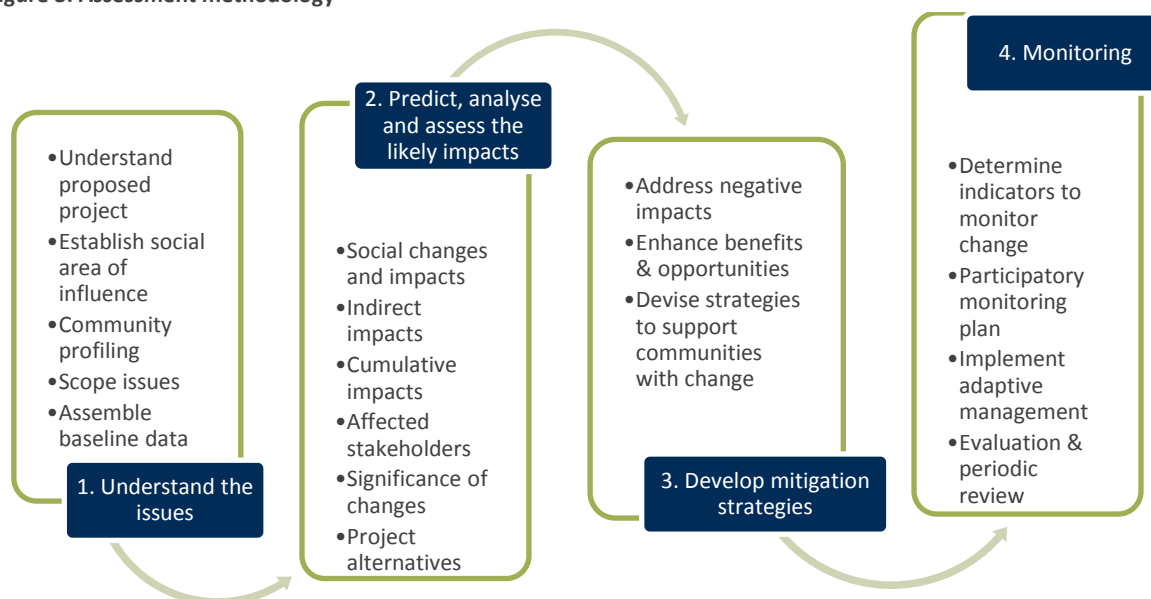 2. Predict, analyse
and assess the
likely impacts
4. Monitoring
•Understand
proposed
project
•Establish social
area of
influence
•Community
profiling
•Scope issues
•Assemble
baseline data
1. Understand the
issues
•Social changes
and impacts
•Indirect
impacts
•Cumulative
impacts
•Affected
stakeholders
•Significance of
changes
•Project
alternatives
•Address negative
impacts
•Enhance benefits
& opportunities
•Devise strategies
to support
communities
with change
3. Develop mitigation
strategies
•Determine
indicators to
monitor
change
•Participatory
monitoring
plan
•Implement
adaptive
management
•Evaluation &
periodic
review